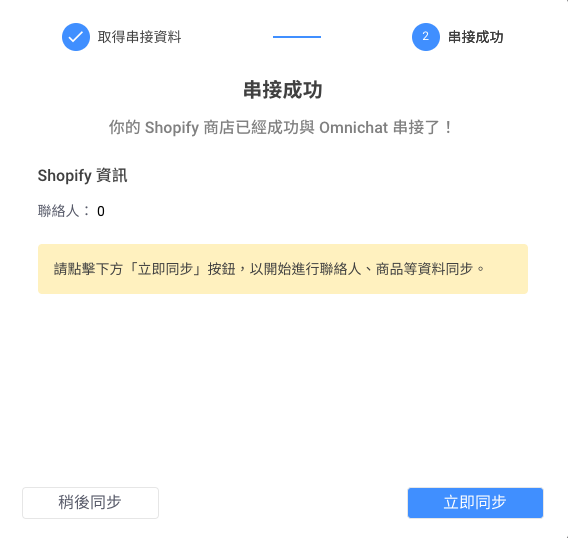 取得串接資料
2 串接成功
串接成功
你的 Shopify 商店已經成功與 Omnichat 串接了！
Shopify 資訊
聯絡人： 0
請點擊下方「立即同步」按鈕，以開始進行聯絡人、商品等資料同步。
稍後同步
立即同步